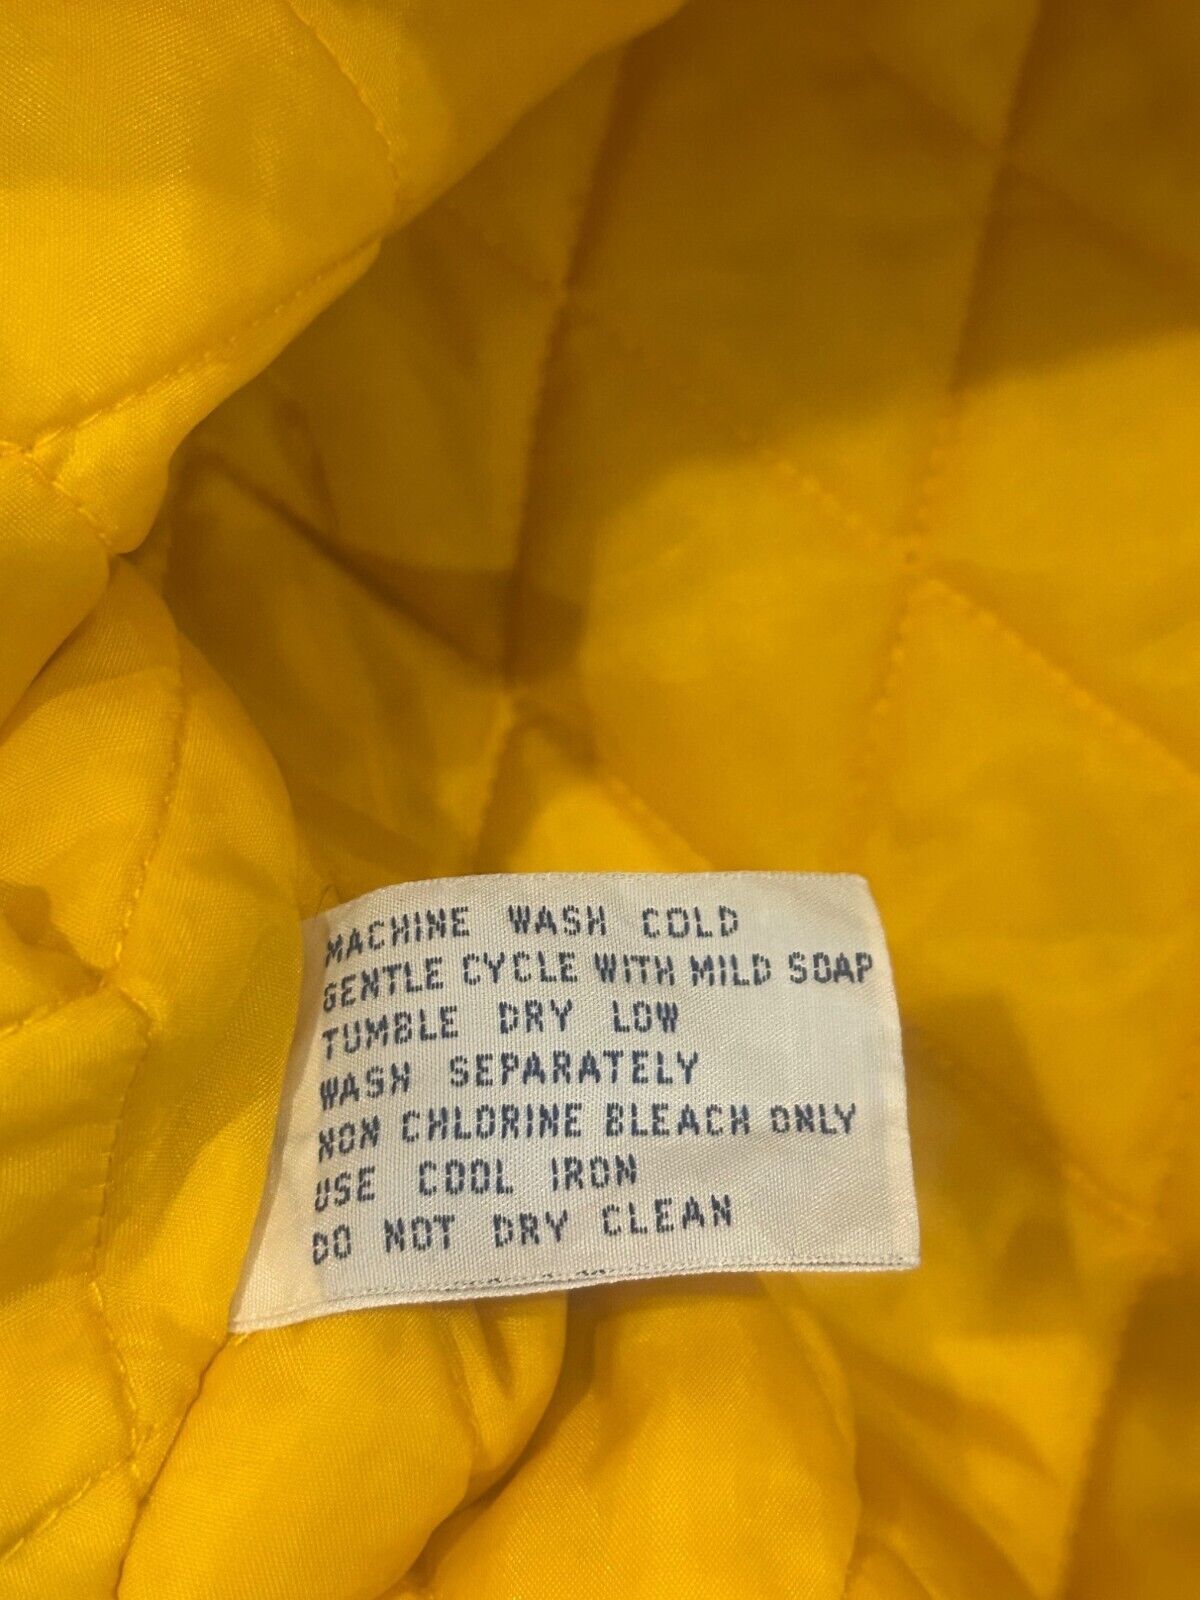 MACHINE WASH COLD
GENTLE CYCLE WITH MILD SOAP
TUMBLE DRY LOW
WASH SEPARATELY
NON CHLORINE BLEACH ONLY
USE COOL IRON
DO NOT DRY CLEAN